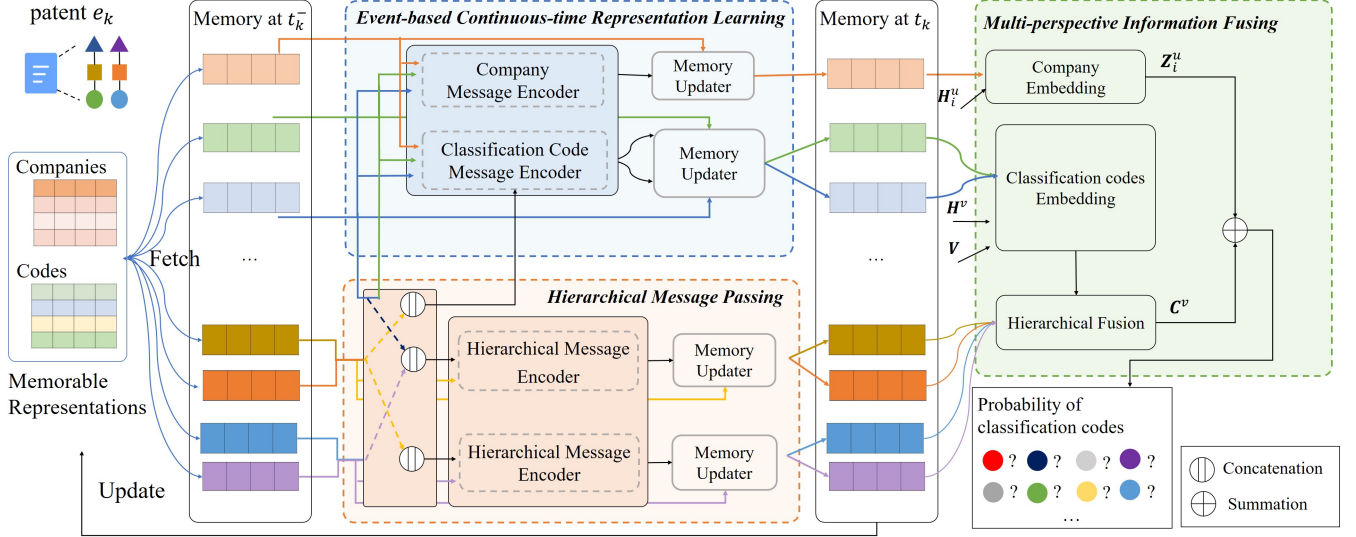 patent e_k
Memory at t_k^-
Event-based Continuous-time Representation Learning
Memory at t_k
Multi-perspective Information Fusing
Company
Message Encoder
Memory
Updater
Company
Embedding
Z_i^u
H_i^u
Companies
Classification Code
Message Encoder
Memory
Updater
Classification codes
Embedding
H^v
V
Fetch
...
...
Codes
Hierarchical Message Passing
Hierarchical Fusion
C^v
Hierarchical Message
Encoder
Memory
Updater
Memorable
Representations
Hierarchical Message
Encoder
Memory
Updater
Probability of
classification codes
? ? ? ?
? ? ? ?
...
Concatenation
Summation
Update